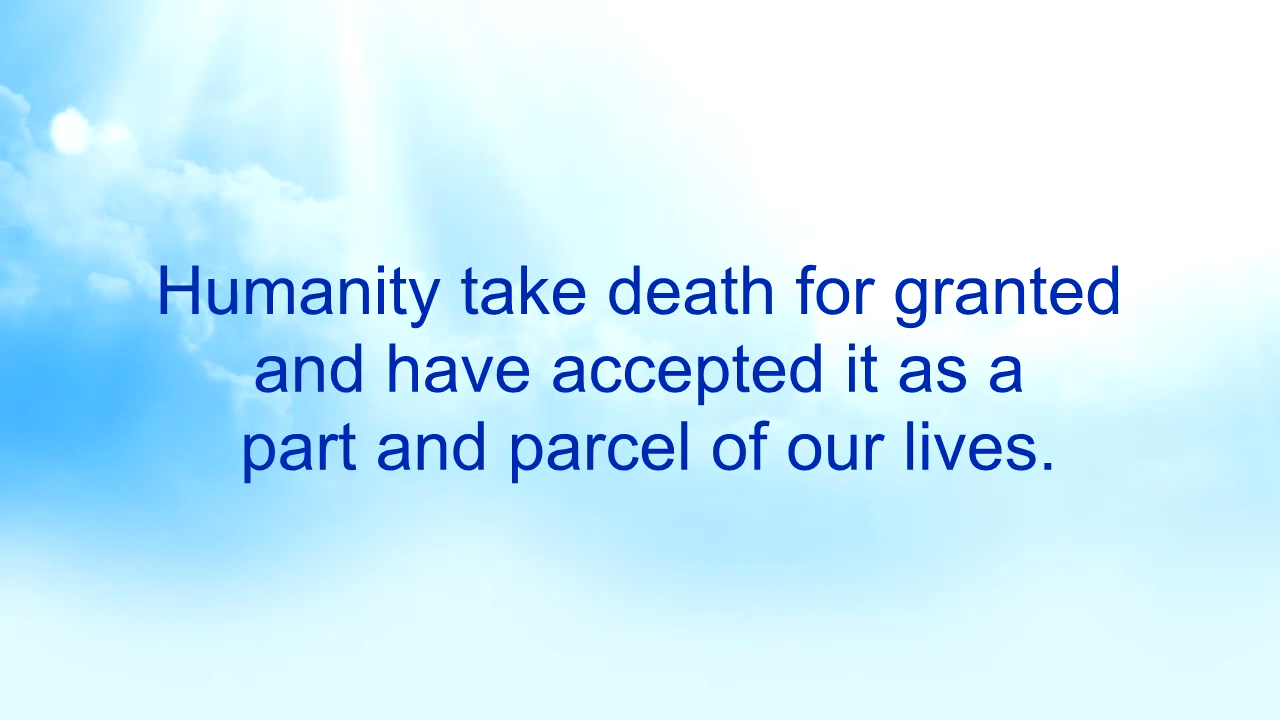 Humanity take death for granted
and have accepted it as a
part and parcel of our lives.